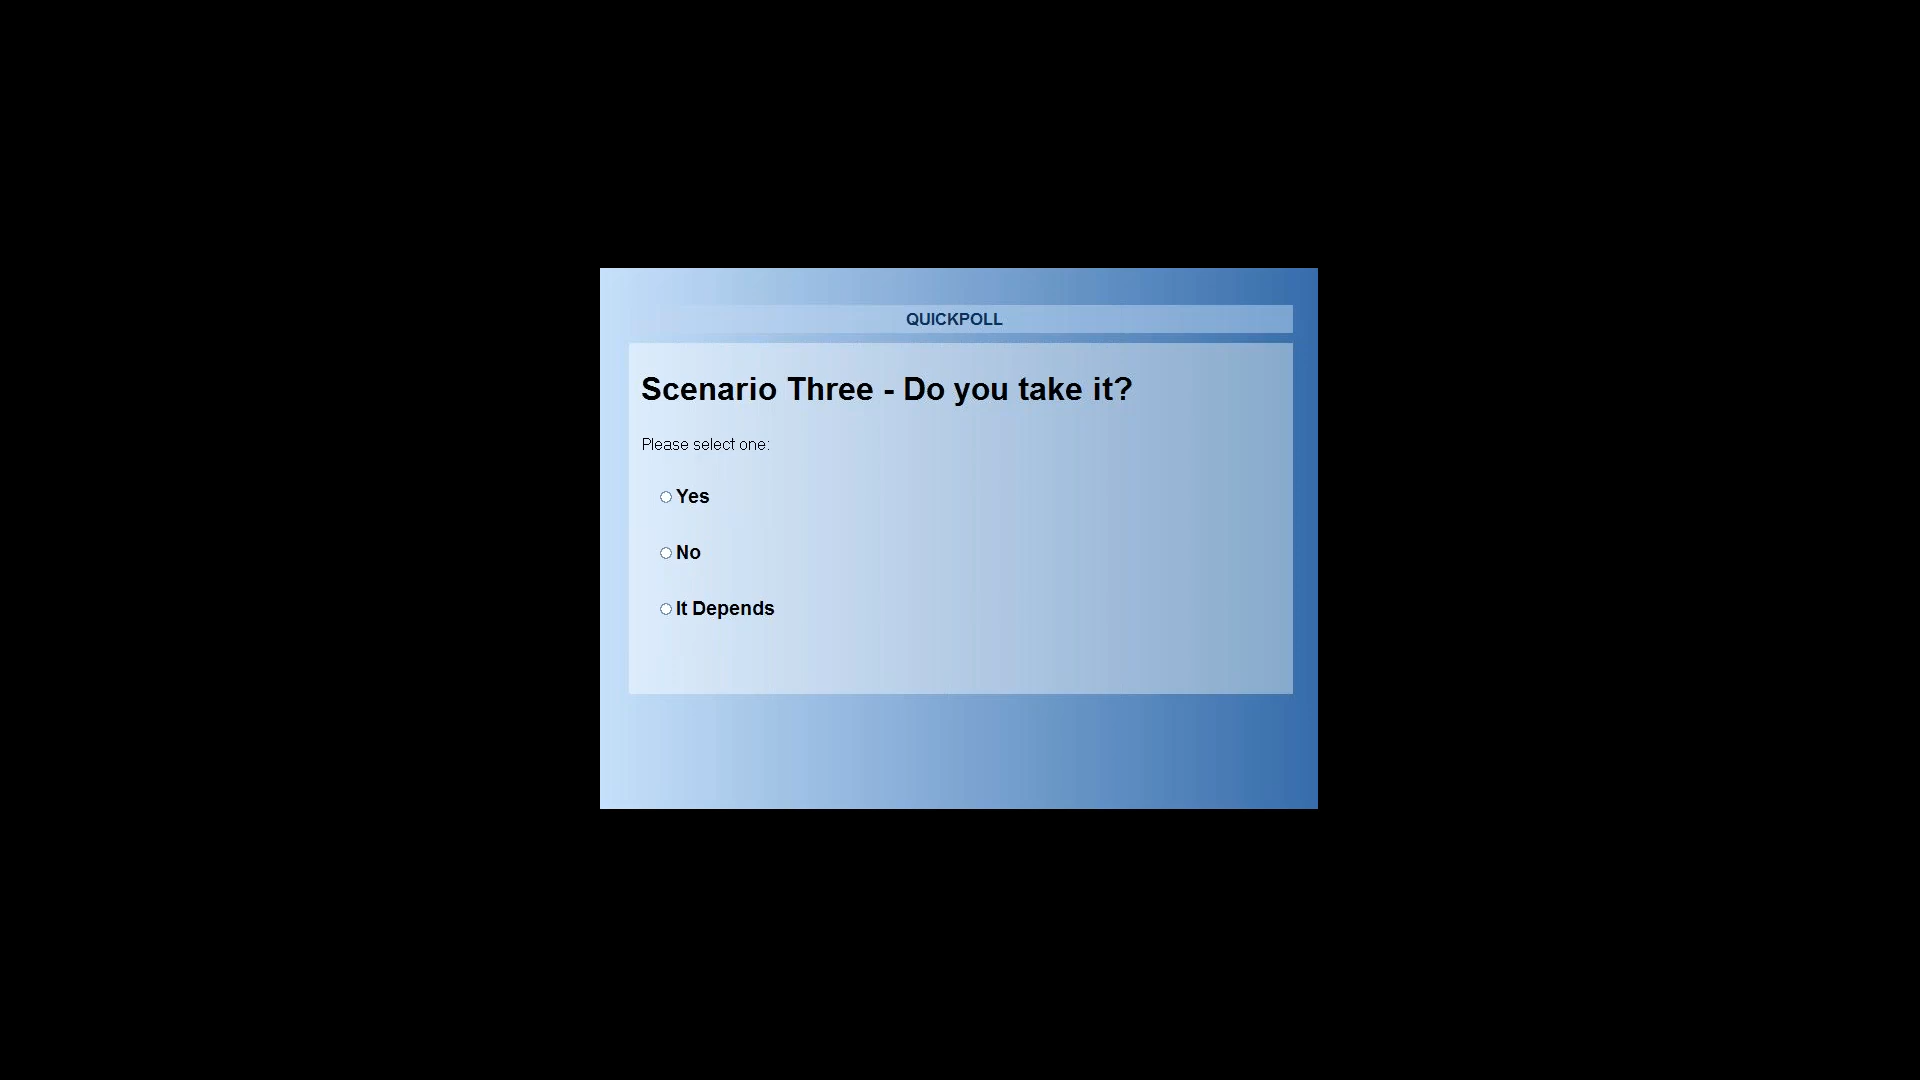 QUICKPOLL
Scenario Three - Do you take it?
Please select one:
Yes
No
It Depends